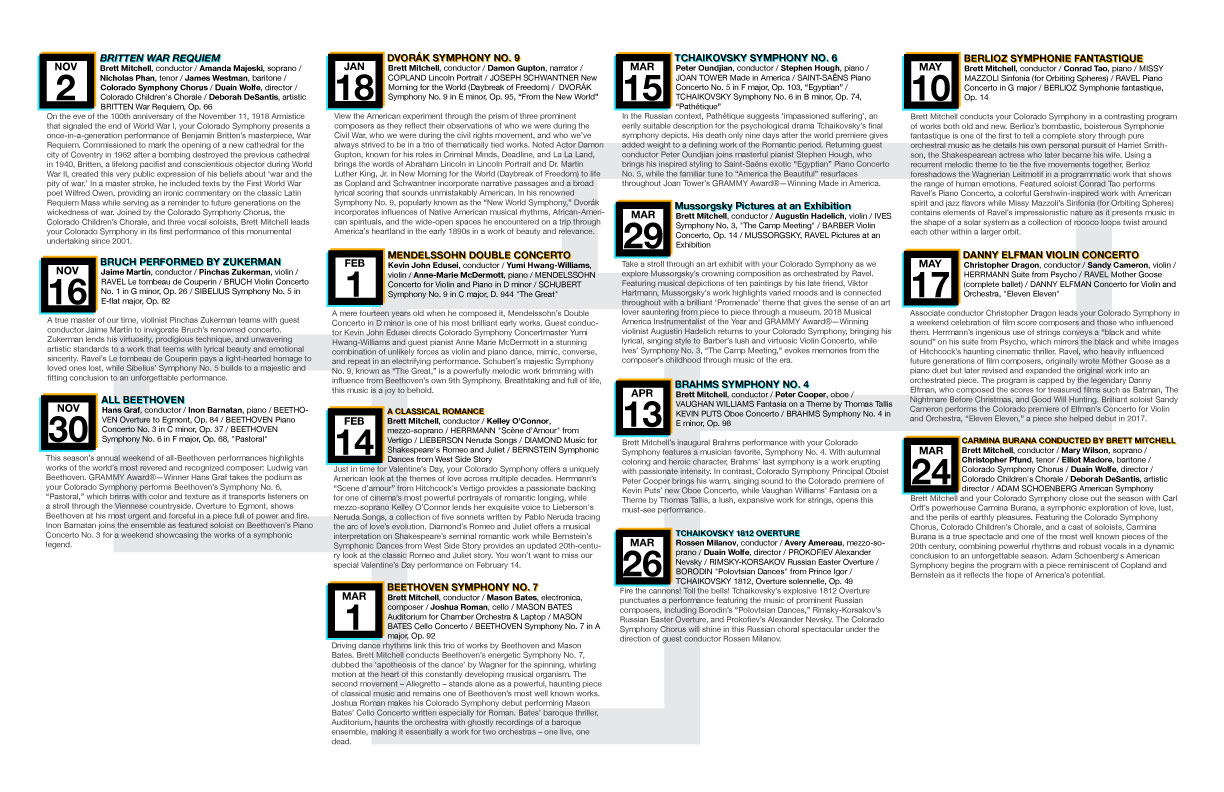 NOV
2
BRITTEN WAR REQUIEM
Brett Mitchell, conductor / Amanda Majeski, soprano /
Nicholas Phan, tenor / James Westman, baritone /
Colorado Symphony Chorus / Duain Wolfe, director /
Colorado Children's Chorale / Deborah DeSantis, artistic
BRITTEN War Requiem, Op. 66
On the eve of the 100th anniversary of the November 11, 1918 Armistice
that signaled the end of World War I, your Colorado Symphony presents a
once-in-a-generation performance of Benjamin Britten's masterpiece, War
Requiem. Commissioned to mark the opening of a new cathedral for the
city of Coventry in 1962 after a bombing destroyed the previous cathedral
in 1940, Britten, a lifelong pacifist and conscientious objector during World
War II, created this very public expression of his beliefs about 'war and the
pity of war.' In a master stroke, he included texts by the First World War
poet Wilfred Owen, providing an ironic commentary on the classic Latin
Requiem Mass while serving as a reminder to future generations on the
wickedness of war. Joined by the Colorado Symphony Chorus, the
Colorado Children's Chorale, and three vocal soloists, Brett Mitchell leads
your Colorado Symphony in its first performance of this monumental
undertaking since 2001.
NOV
16
BRUCH PERFORMED BY ZUKERMAN
Jaime Martín, conductor / Pinchas Zukerman, violin /
RAVEL Le tombeau de Couperin / BRUCH Violin Concerto
No. 1 in G minor, Op. 26 / SIBELIUS Symphony No. 5 in
E-flat major, Op. 82
A true master of our time, violinist Pinchas Zukerman teams with guest
conductor Jaime Martín to invigorate Bruch's renowned concerto.
Zukerman lends his virtuosity, prodigious technique, and unwavering
artistic standards to a work that teems with lyrical beauty and emotional
sincerity. Ravel's Le tombeau de Couperin pays a light-hearted homage to
loved ones lost, while Sibelius' Symphony No. 5 builds to a majestic and
fitting conclusion to an unforgettable performance.
NOV
30
ALL BEETHOVEN
Hans Graf, conductor / Inon Barnatan, piano / BEETHO-
VEN Overture to Egmont, Op. 84 / BEETHOVEN Piano
Concerto No. 3 in C minor, Op. 37 / BEETHOVEN
Symphony No. 6 in F major, Op. 68, "Pastoral"
This season's annual weekend of all-Beethoven performances highlights
works of the world's most revered and recognized composer: Ludwig van
Beethoven. GRAMMY Award®—Winner Hans Graf takes the podium as
your Colorado Symphony performs Beethoven's Symphony No. 6,
“Pastoral,” which brims with color and texture as it transports listeners on
a stroll through the Viennese countryside. Overture to Egmont, shows
Beethoven at his most urgent and forceful in a piece full of power and fire.
Inon Barnatan joins the ensemble as featured soloist on Beethoven's Piano
Concerto No. 3 for a weekend showcasing the works of a symphonic
legend.
JAN
18
DVORÁK SYMPHONY NO. 9
Brett Mitchell, conductor / Damon Gupton, narrator /
COPLAND Lincoln Portrait / JOSEPH SCHWANTNER New
Morning for the World (Daybreak of Freedom) / DVORÁK
Symphony No. 9 in E minor, Op. 95, “From the New World”
View the American experiment through the prism of three prominent
composers as they reflect their observations of who we were during the
Civil War, who we were during the civil rights movement, and who we've
always strived to be in a trio of thematically tied works. Noted Actor Damon
Gupton, known for his roles in Criminal Minds, Deadline, and La La Land,
brings the words of Abraham Lincoln in Lincoln Portrait and Dr. Martin
Luther King, Jr. in New Morning for the World (Daybreak of Freedom) to life
as Copland and Schwantner incorporate narrative passages and a broad
lyrical scoring that sounds unmistakably American. In his renowned
Symphony No. 9, popularly known as the “New World Symphony,” Dvorák
incorporates influences of Native American musical rhythms, African-Ameri-
can spirituals, and the wide-open spaces he encountered on a trip through
America's heartland in the early 1890s in a work of beauty and relevance.
FEB
1
MENDELSSOHN DOUBLE CONCERTO
Kevin John Edusei, conductor / Yumi Hwang-Williams,
violin / Anne-Marie McDermott, piano / MENDELSSOHN
Concerto for Violin and Piano in D minor / SCHUBERT
Symphony No. 9 in C major, D. 944 "The Great"
A mere fourteen years old when he composed it, Mendelssohn's Double
Concerto in D minor is one of his most brilliant early works. Guest conduc-
tor Kevin John Edusei directs Colorado Symphony Concertmaster Yumi
Hwang-Williams and guest pianist Anne Marie McDermott in a stunning
combination of unlikely forces as violin and piano dance, mimic, converse,
and repeat in an electrifying performance. Schubert's majestic Symphony
No. 9, known as “The Great,” is a powerfully melodic work brimming with
influence from Beethoven's own 9th Symphony. Breathtaking and full of life,
this music is a joy to behold.
FEB
14
A CLASSICAL ROMANCE
Brett Mitchell, conductor / Kelley O'Connor,
mezzo-soprano / HERRMANN "Scène d'Amour" from
Vertigo / LIEBERSON Neruda Songs / DIAMOND Music for
Shakespeare's Romeo and Juliet / BERNSTEIN Symphonic
Dances from West Side Story
Just in time for Valentine's Day, your Colorado Symphony offers a uniquely
American look at the themes of love across multiple decades. Herrmann's
“Scene d'amour” from Hitchcock's Vertigo provides a passionate backing
for one of cinema's most powerful portrayals of romantic longing, while
mezzo-soprano Kelley O'Connor lends her exquisite voice to Lieberson's
Neruda Songs, a collection of five sonnets written by Pablo Neruda tracing
the arc of love's evolution. Diamond's Romeo and Juliet offers a musical
interpretation on Shakespeare's seminal romantic work while Bernstein's
Symphonic Dances from West Side Story provides an updated 20th-centu-
ry look at the classic Romeo and Juliet story. You won't want to miss our
special Valentine's Day performance on February 14.
MAR
1
BEETHOVEN SYMPHONY NO. 7
Brett Mitchell, conductor / Mason Bates, electronica,
composer / Joshua Roman, cello / MASON BATES
Auditorium for Chamber Orchestra & Laptop / MASON
BATES Cello Concerto / BEETHOVEN Symphony No. 7 in A
major, Op. 92
Driving dance rhythms link this trio of works by Beethoven and Mason
Bates. Brett Mitchell conducts Beethoven's energetic Symphony No. 7,
dubbed the 'apotheosis of the dance' by Wagner for the spinning, whirling
motion at the heart of this constantly developing musical organism. The
second movement – Allegretto – stands alone as a powerful, haunting piece
of classical music and remains one of Beethoven's most well known works.
Joshua Roman makes his Colorado Symphony debut performing Mason
Bates' Cello Concerto written especially for Roman. Bates' baroque thriller,
Auditorium, haunts the orchestra with ghostly recordings of a baroque
ensemble, making it essentially a work for two orchestras – one live, one
dead.
MAR
15
TCHAIKOVSKY SYMPHONY NO. 6
Peter Oundjian, conductor / Stephen Hough, piano /
JOAN TOWER Made in America / SAINT-SAËNS Piano
Concerto No. 5 in F major, Op. 103, "Egyptian" /
TCHAIKOVSKY Symphony No. 6 in B minor, Op. 74,
“Pathétique”
In the Russian context, Pathétique suggests 'impassioned suffering', an
eerily suitable description for the psychological drama Tchaikovsky's final
symphony depicts. His death only nine days after the world premiere gives
added weight to a defining work of the Romantic period. Returning guest
conductor Peter Oundjian joins masterful pianist Stephen Hough, who
brings his inspired styling to Saint-Saëns exotic “Egyptian” Piano Concerto
No. 5, while the familiar tune to “America the Beautiful” resurfaces
throughout Joan Tower's GRAMMY Award®—Winning Made in America.
MAR
29
Mussorgsky Pictures at an Exhibition
Brett Mitchell, conductor / Augustin Hadelich, violin / IVES
Symphony No. 3, "The Camp Meeting" / BARBER Violin
Concerto, Op. 14 / MUSSORGSKY, RAVEL Pictures at an
Exhibition
Take a stroll through an art exhibit with your Colorado Symphony as we
explore Mussorgsky's crowning composition as orchestrated by Ravel.
Featuring musical depictions of ten paintings by his late friend, Viktor
Hartmann, Mussorgsky's work highlights varied moods and is connected
throughout with a brilliant 'Promenade' theme that gives the sense of an art
lover sauntering from piece to piece through a museum. 2018 Musical
America Instrumentalist of the Year and GRAMMY Award®—Winning
violinist Augustin Hadelich returns to your Colorado Symphony, bringing his
lyrical, singing style to Barber's lush and virtuosic Violin Concerto, while
Ives' Symphony No. 3, “The Camp Meeting,” evokes memories from the
composer's childhood through music of the era.
APR
13
BRAHMS SYMPHONY NO. 4
Brett Mitchell, conductor / Peter Cooper, oboe /
VAUGHAN WILLIAMS Fantasia on a Theme by Thomas Tallis
KEVIN PUTS Oboe Concerto / BRAHMS Symphony No. 4 in
E minor, Op. 98
Brett Mitchell's inaugural Brahms performance with your Colorado
Symphony features a musician favorite, Symphony No. 4. With autumnal
coloring and heroic character, Brahms' last symphony is a work erupting
with passionate intensity. In contrast, Colorado Symphony Principal Oboist
Peter Cooper brings his warm, singing sound to the Colorado premiere of
Kevin Puts' new Oboe Concerto, while Vaughan Williams' Fantasia on a
Theme by Thomas Tallis, a lush, expansive work for strings, opens this
must-see performance.
MAR
26
TCHAIKOVSKY 1812 OVERTURE
Rossen Milanov, conductor / Avery Amereau, mezzo-so-
prano / Duain Wolfe, director / PROKOFIEV Alexander
Nevsky / RIMSKY-KORSAKOV Russian Easter Overture /
BORODIN "Polovtsian Dances" from Prince Igor /
TCHAIKOVSKY 1812, Overture solennelle, Op. 49
Fire the cannons! Toll the bells! Tchaikovsky's explosive 1812 Overture
punctuates a performance featuring the music of prominent Russian
composers, including Borodin's “Polovtsian Dances,” Rimsky-Korsakov's
Russian Easter Overture, and Prokofiev's Alexander Nevsky. The Colorado
Symphony Chorus will shine in this Russian choral spectacular under the
direction of guest conductor Rossen Milanov.
MAY
10
BERLIOZ SYMPHONIE FANTASTIQUE
Brett Mitchell, conductor / Conrad Tao, piano / MISSY
MAZZOLI Sinfonia (for Orbiting Spheres) / RAVEL Piano
Concerto in G major / BERLIOZ Symphonie fantastique,
Op. 14
Brett Mitchell conducts your Colorado Symphony in a contrasting program
of works both old and new. Berlioz's bombastic, boisterous Symphonie
fantastique is one of the first to tell a complete story through pure
orchestral music as he details his own personal pursuit of Harriet Smith-
son, the Shakespearean actress who later became his wife. Using a
recurrent melodic theme to tie the five movements together, Berlioz
foreshadows the Wagnerian Leitmotif in a programmatic work that shows
the range of human emotions. Featured soloist Conrad Tao performs
Ravel's Piano Concerto, a colorful Gershwin-inspired work with American
spirit and jazz flavors while Missy Mazzoli's Sinfonia (for Orbiting Spheres)
contains elements of Ravel's impressionistic nature as it presents music in
the shape of a solar system as a collection of rococo loops twist around
each other within a larger orbit.
MAY
17
DANNY ELFMAN VIOLIN CONCERTO
Christopher Dragon, conductor / Sandy Cameron, violin /
HERRMANN Suite from Psycho / RAVEL Mother Goose
(complete ballet) / DANNY ELFMAN Concerto for Violin and
Orchestra, "Eleven Eleven"
Associate conductor Christopher Dragon leads your Colorado Symphony in
a weekend celebration of film score composers and those who influenced
them. Herrmann's ingenious use of strings conveys a “black and white
sound” on his suite from Psycho, which mirrors the black and white images
of Hitchcock's haunting cinematic thriller. Ravel, who heavily influenced
future generations of film composers, originally wrote Mother Goose as a
piano duet but later revised and expanded the original work into an
orchestrated piece. The program is capped by the legendary Danny
Elfman, who composed the scores for treasured films such as Batman, The
Nightmare Before Christmas, and Good Will Hunting. Brilliant soloist Sandy
Cameron performs the Colorado premiere of Elfman's Concerto for Violin
and Orchestra, “Eleven Eleven,” a piece she helped debut in 2017.
MAY
24
CARMINA BURANA CONDUCTED BY BRETT MITCHELL
Brett Mitchell, conductor / Mary Wilson, soprano /
Christopher Pfund, tenor / Elliot Madore, baritone /
Colorado Symphony Chorus / Duain Wolfe, director /
Colorado Children's Chorale / Deborah DeSantis, artistic
director / ADAM SCHOENBERG American Symphony
Brett Mitchell and your Colorado Symphony close out the season with Carl
Orff's powerhouse Carmina Burana, a symphonic exploration of love, lust,
and the perils of earthly pleasures. Featuring the Colorado Symphony
Chorus, Colorado Children's Chorale, and a cast of soloists, Carmina
Burana is a true spectacle and one of the most well known pieces of the
20th century, combining powerful rhythms and robust vocals in a dynamic
conclusion to an unforgettable season. Adam Schoenberg's American
Symphony begins the program with a piece reminiscent of Copland and
Bernstein as it reflects the hope of America's potential.